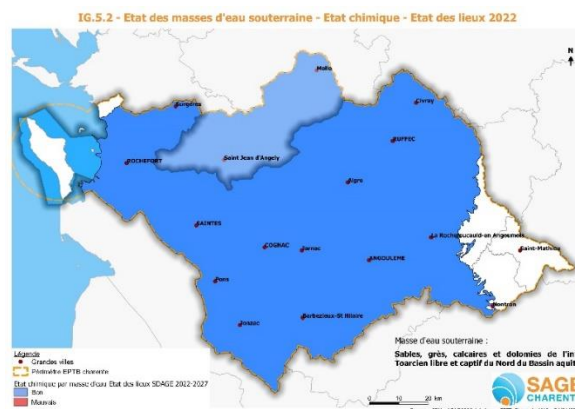 IG.5.2 - Etat des masses d'eau souterraine - Etat chimique - Etat des lieux 2022
N
Melle
Surgères
Civray
RUFFEC
ROCHEFORT
Saint Jean d'Angely
Aigre
SAINTES
La Rochefoucauld-en-Angoumois
COGNAC
Jarnac
Saint-Mathieu
ANGOULEME
Pons
Nontron
Jonzac
Barbezieux-St Hilaire
Masse d'eau souterraine :
Sables, grès, calcaires et dolomies de l'in
Toarcien libre et captif du Nord du Bassin aquit
Légende
Grandes villes
Périmètre EPTB charente
Etat chimique par masse d'eau Etat des lieux SDAGE 2022-2027
Bon
Mauvais
0
20 km
SAGE
CHARENT